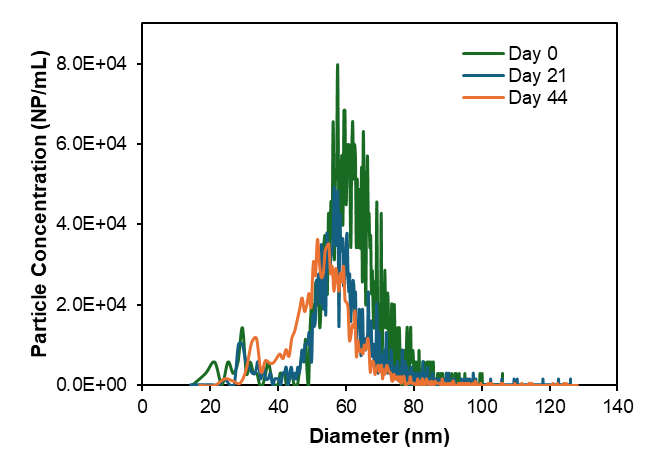 Day 0
Day 21
Day 44
Particle Concentration (NP/mL)
8.0E+04
6.0E+04
4.0E+04
2.0E+04
0.0E+00
0 20 40 60 80 100 120 140
Diameter (nm)